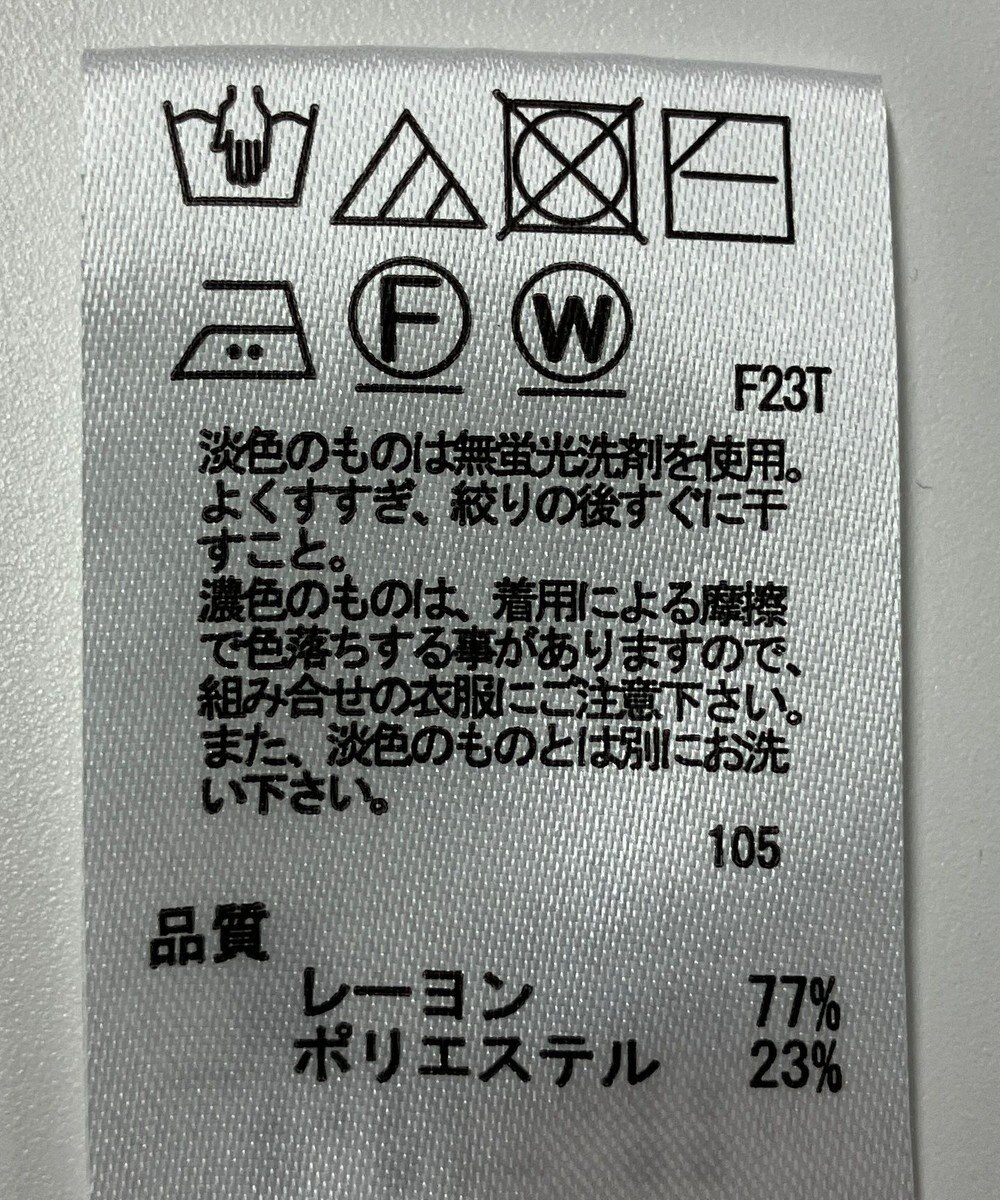 F
W
F23T
淡色のものは無蛍光洗剤を使用。
よくすすぎ、絞りの後すぐに干
すこと。
濃色のものは、着用による摩擦
で色落ちする事がありますので、
組み合せの衣服にご注意下さい。
また、淡色のものとは別にお洗
い下さい。
105
品質
レーヨン 77%
ポリエステル 23%